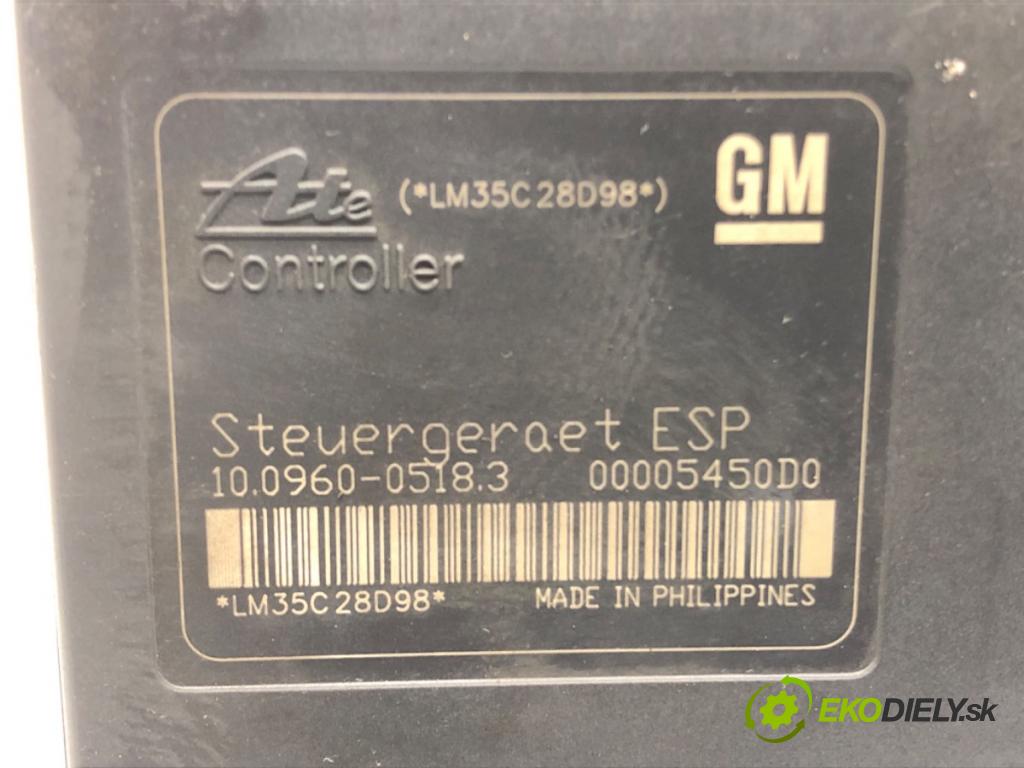 Ate (*LM35C28D98*) GM
Controller
Steuergeraet ESP
10.0960-0518.3 00005450D0
*LM35C28D98* MADE IN PHILIPPINES
EKODIELY.sk